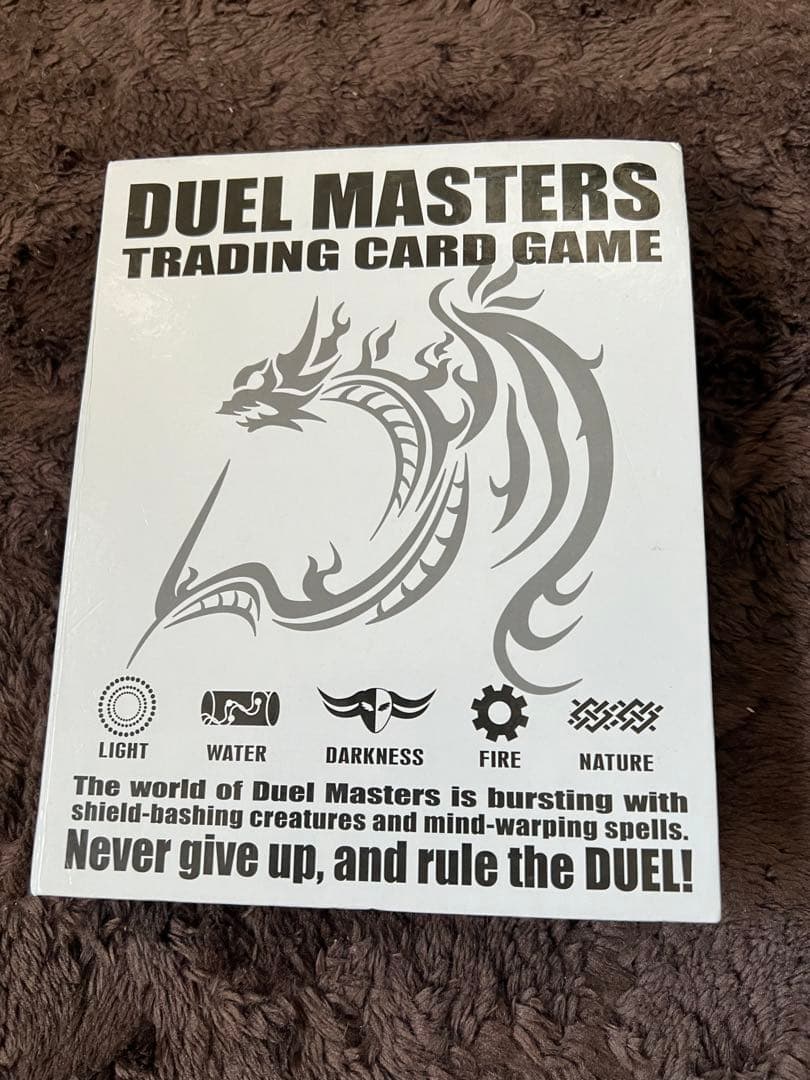 DUEL MASTERS
TRADING CARD GAME
LIGHT
WATER
DARKNESS
FIRE
NATURE
The world of Duel Masters is bursting with
shield-bashing creatures and mind-warping spells.
Never give up, and rule the DUEL!